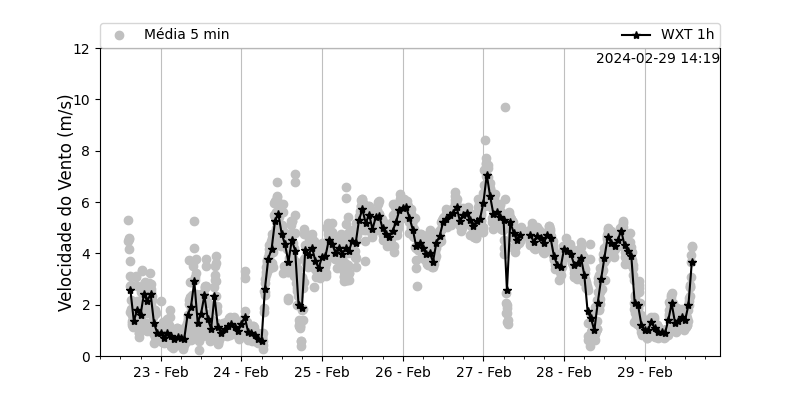 Média 5 min
WXT 1h
2024-02-29 14:19
Velocidade do Vento (m/s)
12
10
8
6
4
2
0
23 - Feb
24 - Feb
25 - Feb
26 - Feb
27 - Feb
28 - Feb
29 - Feb